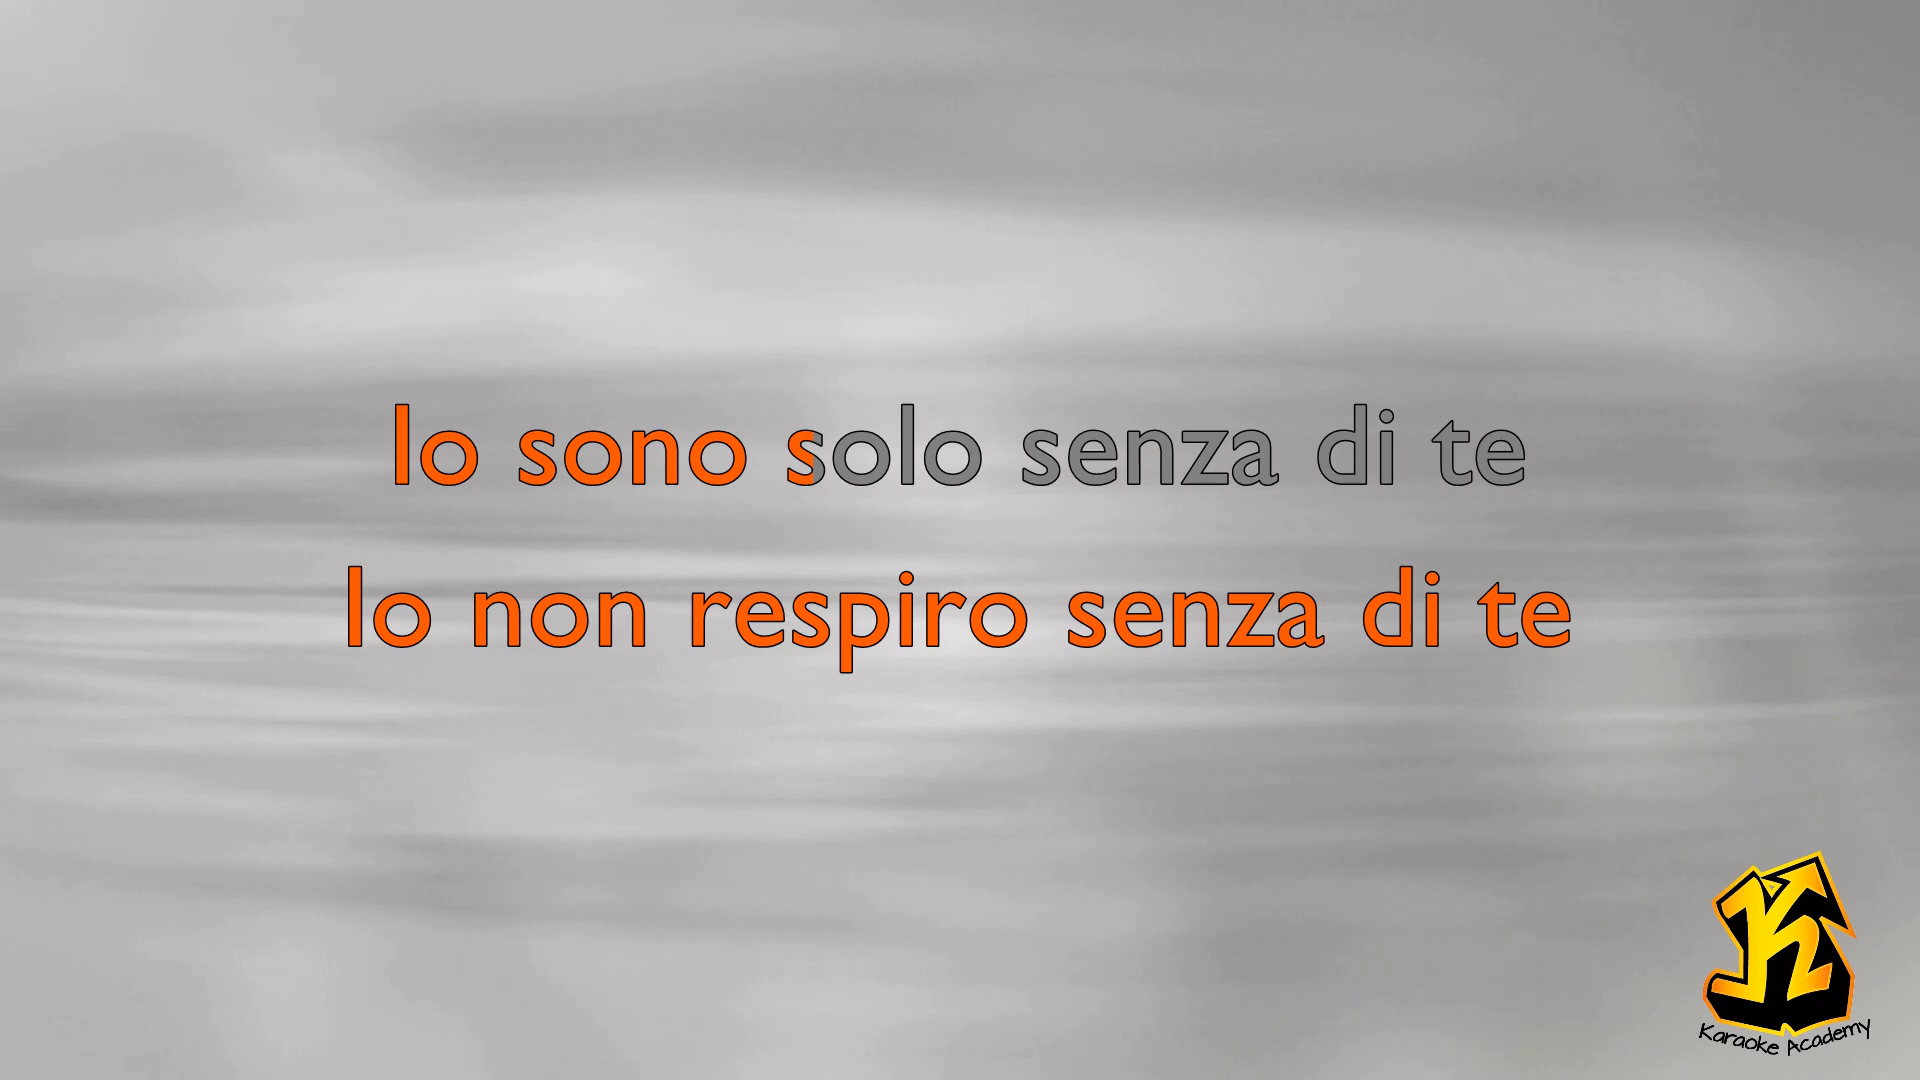 Io sono solo senza di te
Io non respiro senza di te
K
Karaoke Academy